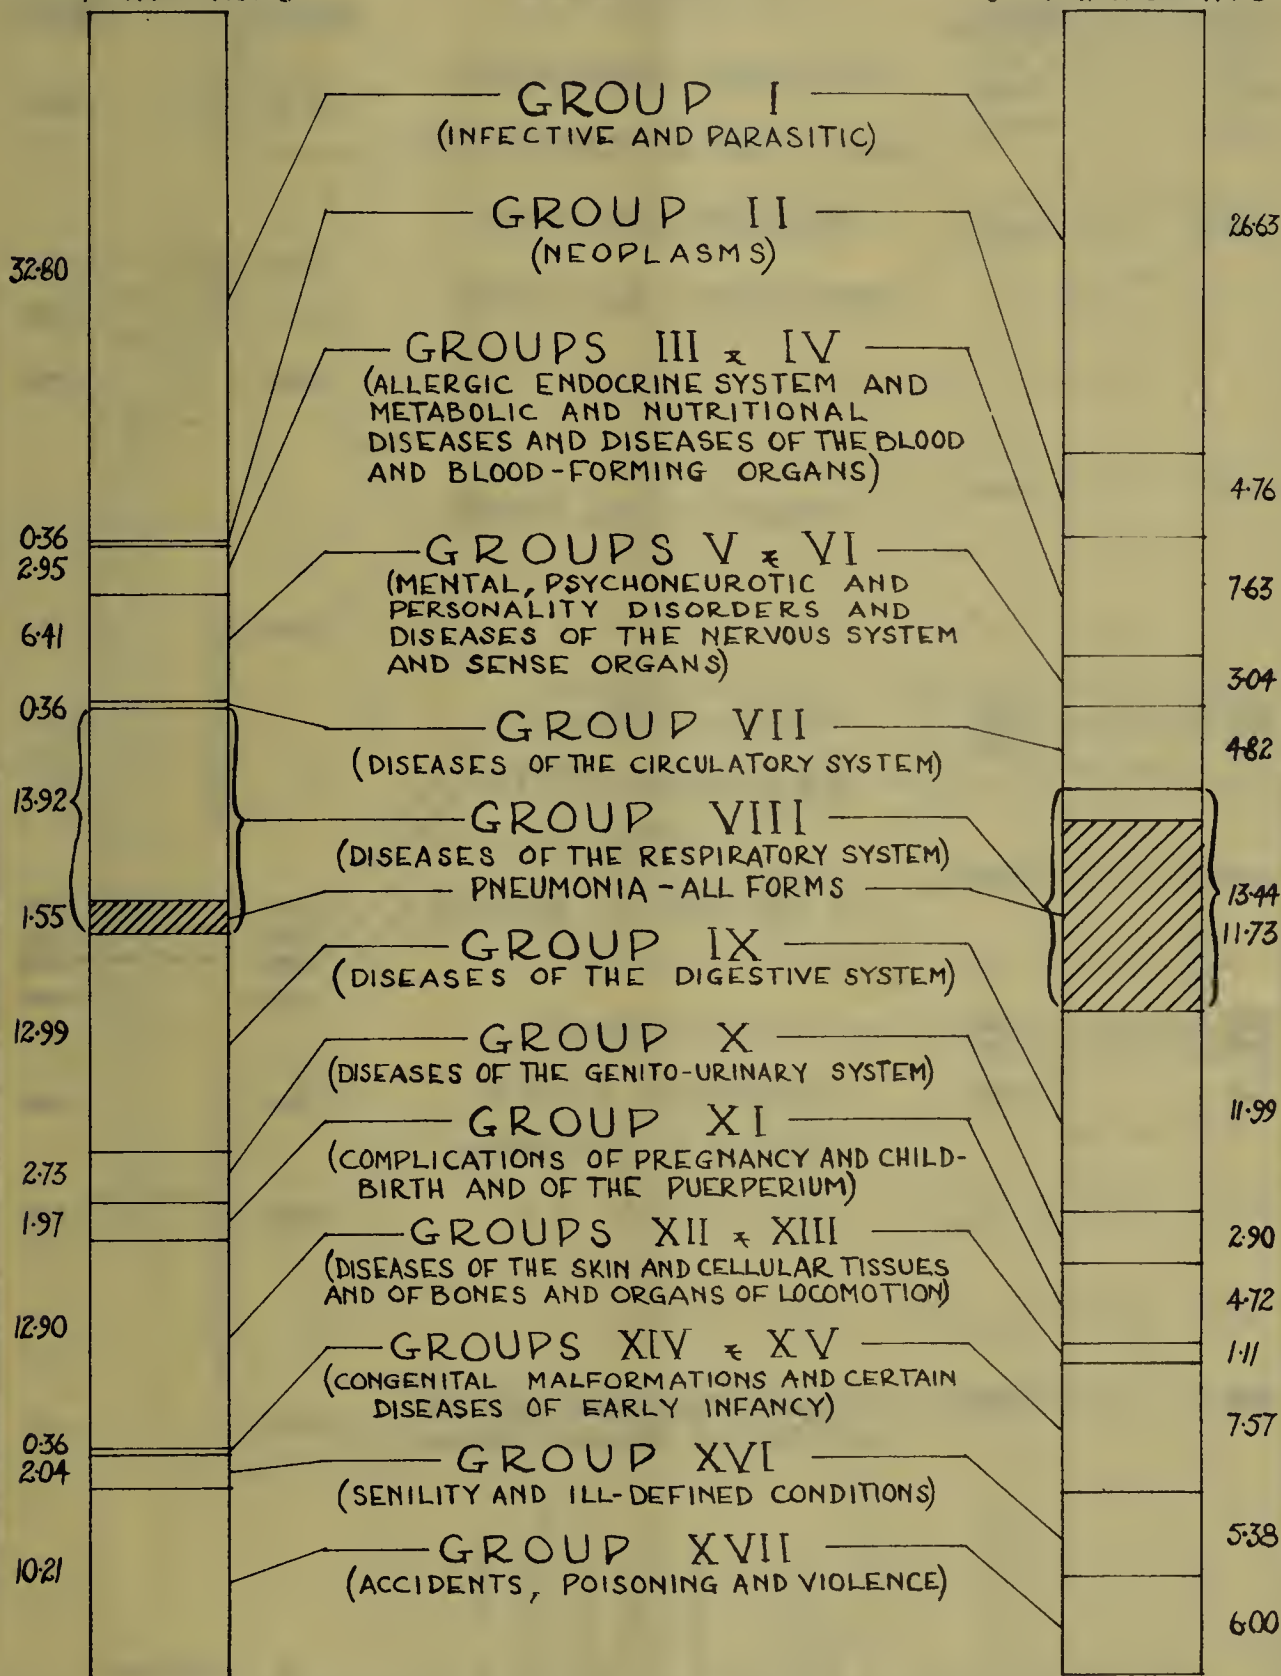 GROUP I
(INFECTIVE AND PARASITIC)
26·63
GROUP II
(NEOPLASMS)
32·80
GROUPS III & IV
(ALLERGIC ENDOCRINE SYSTEM AND
METABOLIC AND NUTRITIONAL
DISEASES AND DISEASES OF THE BLOOD
AND BLOOD-FORMING ORGANS)
4·76
0·36
2·95
GROUPS V & VI
(MENTAL, PSYCHONEUROTIC AND
PERSONALITY DISORDERS AND
DISEASES OF THE NERVOUS SYSTEM
AND SENSE ORGANS)
7·63
6·41
3·04
0·36
GROUP VII
(DISEASES OF THE CIRCULATORY SYSTEM)
4·82
13·92
GROUP VIII
(DISEASES OF THE RESPIRATORY SYSTEM)
PNEUMONIA - ALL FORMS
13·44
1·55
11·73
GROUP IX
(DISEASES OF THE DIGESTIVE SYSTEM)
12·99
GROUP X
(DISEASES OF THE GENITO-URINARY SYSTEM)
11·99
GROUP XI
(COMPLICATIONS OF PREGNANCY AND CHILD-
BIRTH AND OF THE PUERPERIUM)
2·73
1·97
GROUPS XII & XIII
(DISEASES OF THE SKIN AND CELLULAR TISSUES
AND OF BONES AND ORGANS OF LOCOMOTION)
2·90
4·72
12·90
GROUPS XIV & XV
(CONGENITAL MALFORMATIONS AND CERTAIN
DISEASES OF EARLY INFANCY)
1·11
7·57
0·36
2·04
GROUP XVI
(SENILITY AND ILL-DEFINED CONDITIONS)
5·38
GROUP XVII
(ACCIDENTS, POISONING AND VIOLENCE)
10·21
6·00